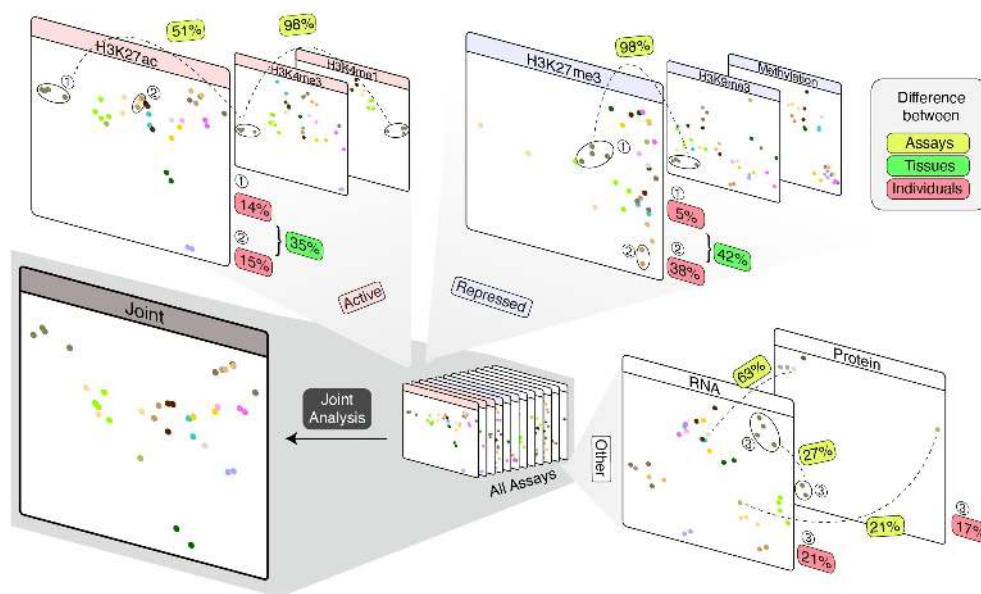 51%
98%
H3K27ac
H3K4me3
H3K4me1
①
②
①
14%
②
15%
35%
98%
H3K27me3
H3K9me3
Methylation
①
②
①
5%
②
38%
42%
Difference
between
Assays
Tissues
Individuals
Active
Repressed
Joint
Joint
Analysis
All Assays
Other
RNA
Protein
63%
③
27%
③
21%
③
21%
③
17%